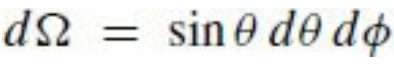 dΩ = sin θ dθ dϕ